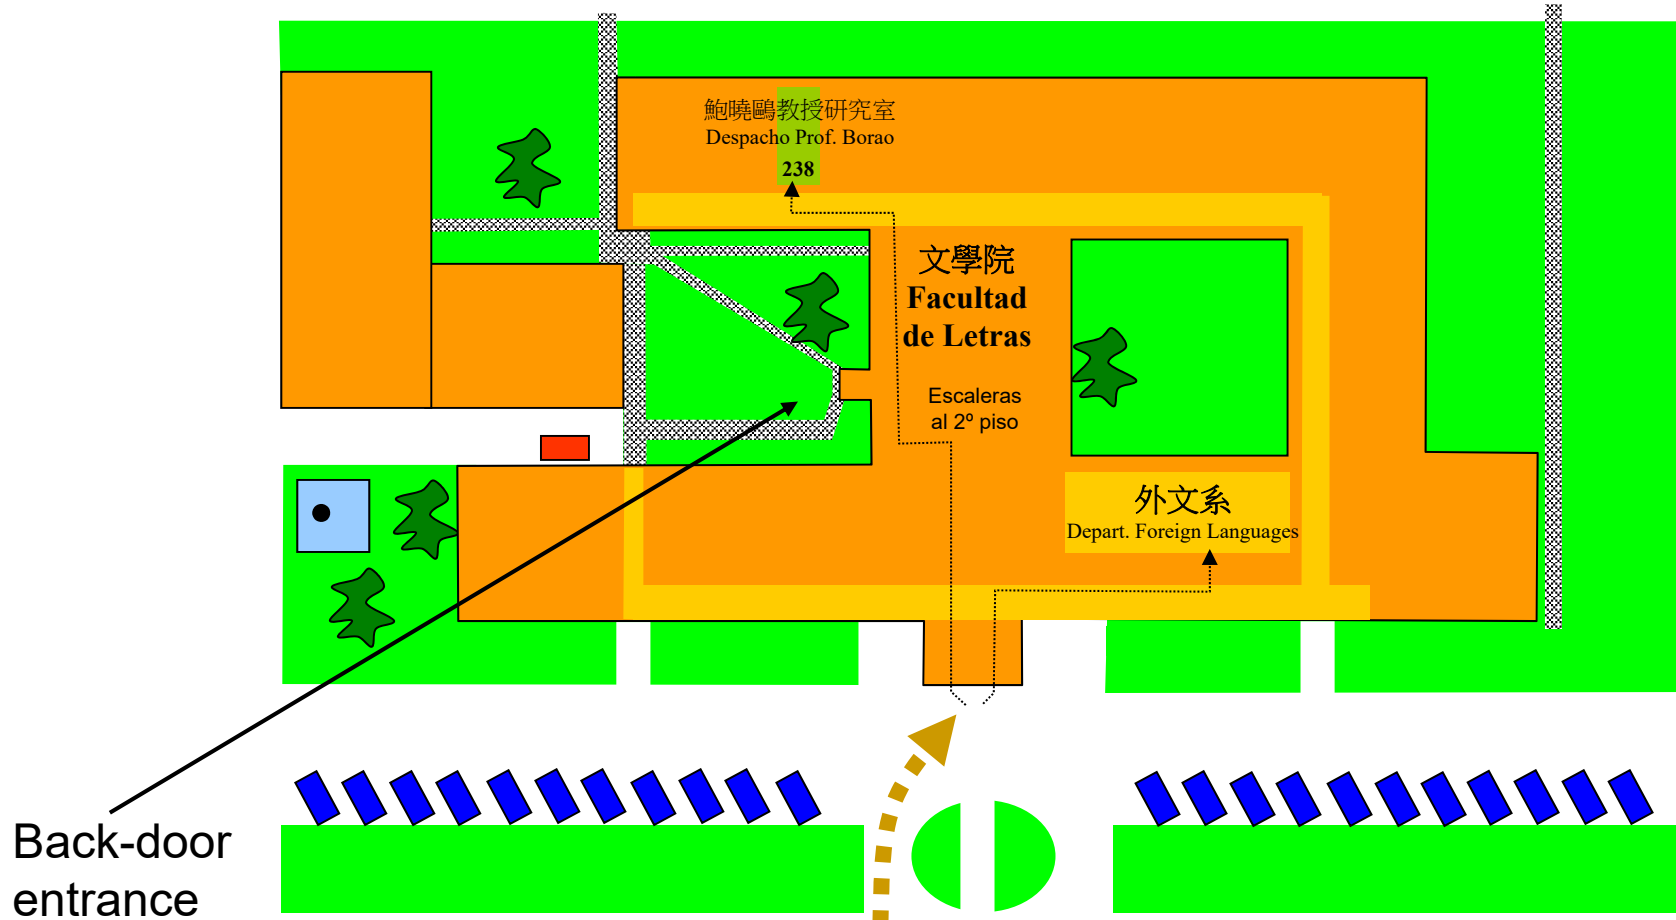 鮑曉鷗教授研究室
Despacho Prof. Borao
238
文學院
Facultad
de Letras
Escaleras
al 2º piso
外文系
Depart. Foreign Languages
Back-door
entrance